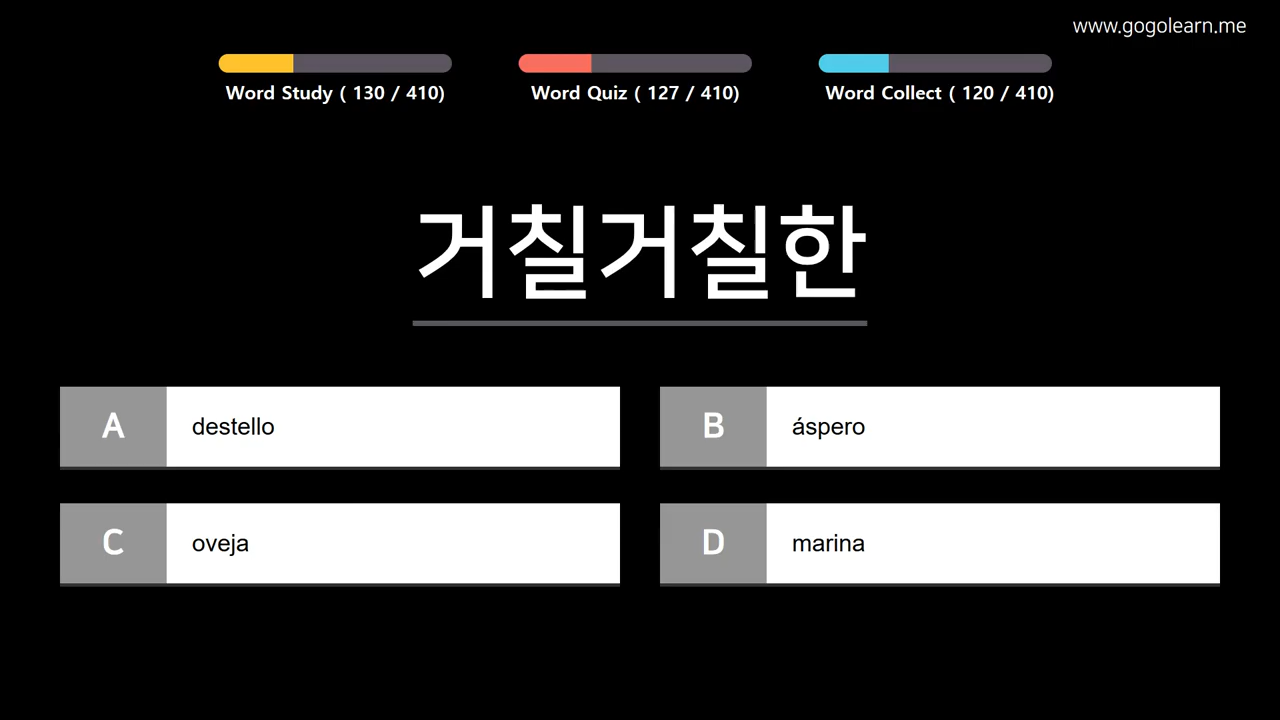 www.gogolearn.me
Word Study ( 130 / 410)
Word Quiz ( 127 / 410)
Word Collect ( 120 / 410)
거칠거칠한
A destello
B áspero
C oveja
D marina